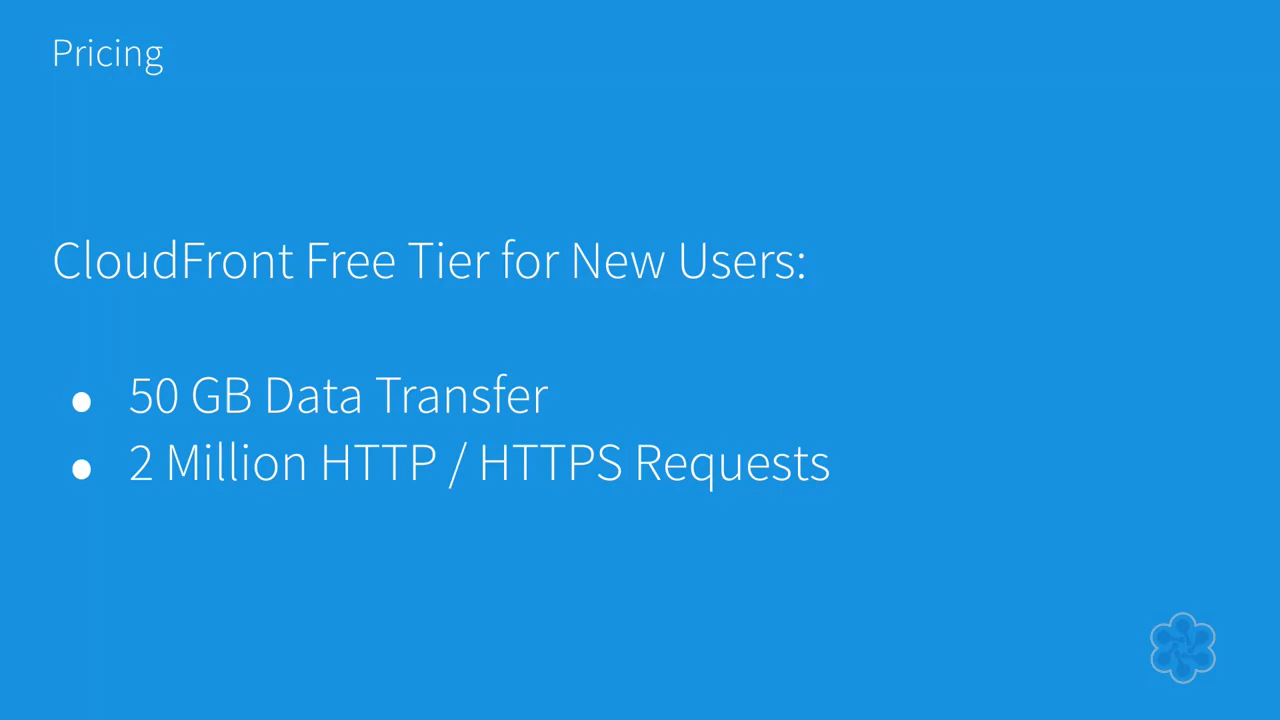 Pricing
CloudFront Free Tier for New Users:
● 50 GB Data Transfer
● 2 Million HTTP / HTTPS Requests